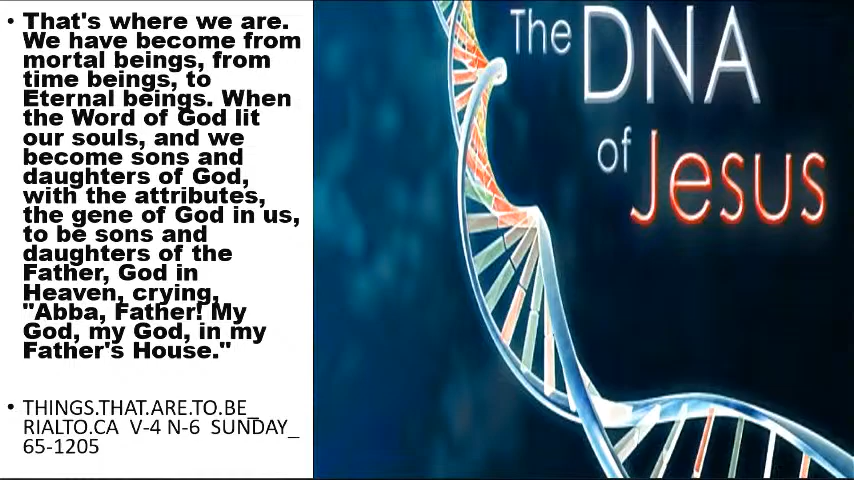 • That's where we are.
We have become from
mortal beings, from
time beings, to
Eternal beings. When
the Word of God lit
our souls, and we
become sons and
daughters of God,
with the attributes,
the gene of God in us,
to be sons and
daughters of the
Father, God in
Heaven, crying,
"Abba, Father! My
God, my God, in my
Father's House."
• THINGS.THAT.ARE.TO.BE_
RIALTO.CA V-4 N-6 SUNDAY_
65-1205
The DNA
of Jesus